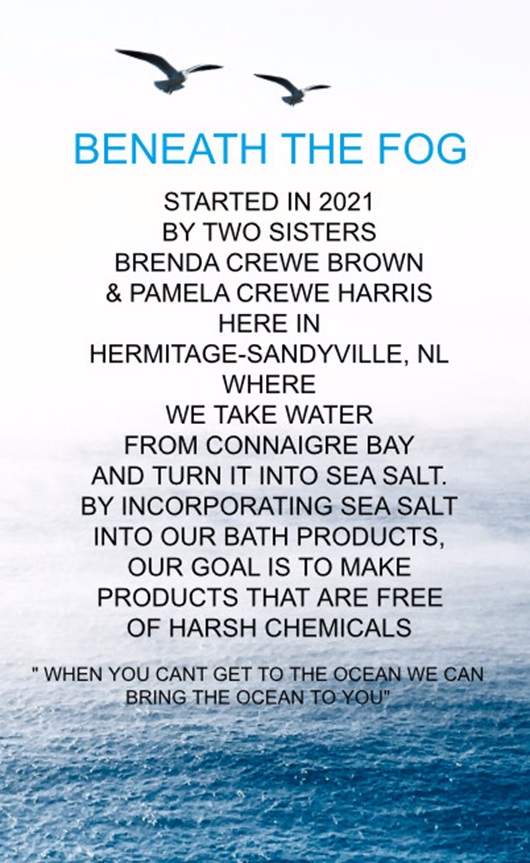 BENEATH THE FOG
STARTED IN 2021
BY TWO SISTERS
BRENDA CREWE BROWN
& PAMELA CREWE HARRIS
HERE IN
HERMITAGE-SANDYVILLE, NL
WHERE
WE TAKE WATER
FROM CONNAIGRE BAY
AND TURN IT INTO SEA SALT.
BY INCORPORATING SEA SALT
INTO OUR BATH PRODUCTS,
OUR GOAL IS TO MAKE
PRODUCTS THAT ARE FREE
OF HARSH CHEMICALS
" WHEN YOU CANT GET TO THE OCEAN WE CAN
BRING THE OCEAN TO YOU"